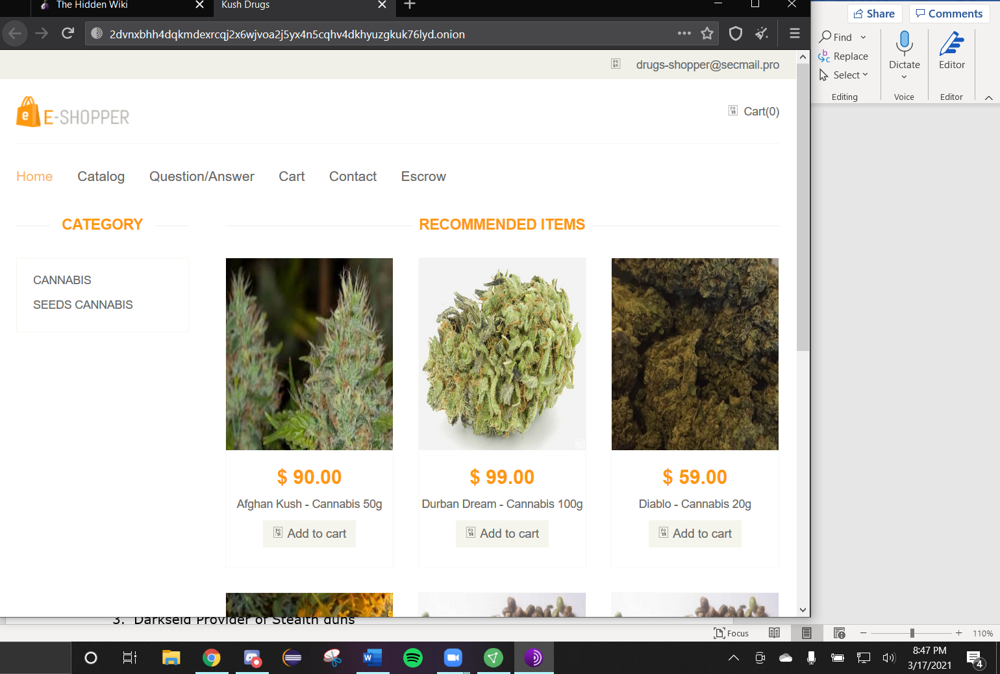 The Hidden Wiki
Kush Drugs
2dvnxbhh4dqkmdexrcqj2x6wjvoa2j5yx4n5cqhv4dkhyuzgkuk76lyd.onion
Share
Comments
Find
Replace
Select
Dictate
Editor
Editing
Voice
Editor
drugs-shopper@secmail.pro
E-SHOPPER
Cart(0)
Home Catalog Question/Answer Cart Contact Escrow
CATEGORY
CANNABIS
SEEDS CANNABIS
RECOMMENDED ITEMS
$ 90.00
Afghan Kush - Cannabis 50g
Add to cart
$ 99.00
Durban Dream - Cannabis 100g
Add to cart
$ 59.00
Diablo - Cannabis 20g
Add to cart
3. Darkseid Provider of Stealth guns
Focus
110%
8:47 PM
3/17/2021
4